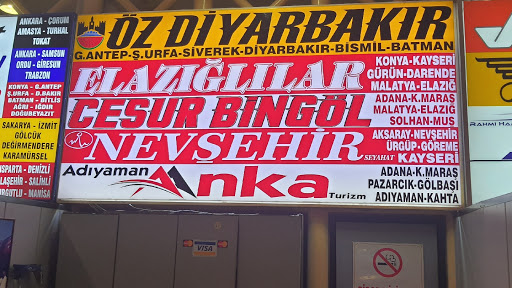 ANKARA - ÇORUM
AMASYA - TURHAL
TOKAT
ANKARA - SAMSUN
ORDU - GİRESUN
TRABZON
KONYA - G.ANTEP
Ş.URFA - D.BAKIR
BATMAN - BİTLİS
AĞRI - IĞDIR
DOĞUBEYAZIT
SAKARYA - İZMİT
GÖLCÜK
DEĞİRMENDERE
KARAMÜRSEL
ISPARTA - DENİZLİ
ALAŞEHİR - SALİHLİ
TURGUTLU - MANİSA
ÖZ DİYARBAKIR
G.ANTEP-Ş.URFA-SİVEREK-DİYARBAKIR-BİSMİL-BATMAN
ELAZIĞLILAR
KONYA-KAYSERİ
GÜRÜN-DARENDE
MALATYA-ELAZIĞ
CESUR BİNGÖL
ADANA-K.MARAŞ
MALATYA-ELAZIĞ
SOLHAN-MUŞ
NEVŞEHİR
SEYAHAT
AKSARAY-NEVŞEHİR
ÜRGÜP-GÖREME
KAYSERİ
Adıyaman
Anka
Turizm
ADANA-K.MARAŞ
PAZARCIK-GÖLBAŞI
ADIYAMAN-KAHTA
VISA